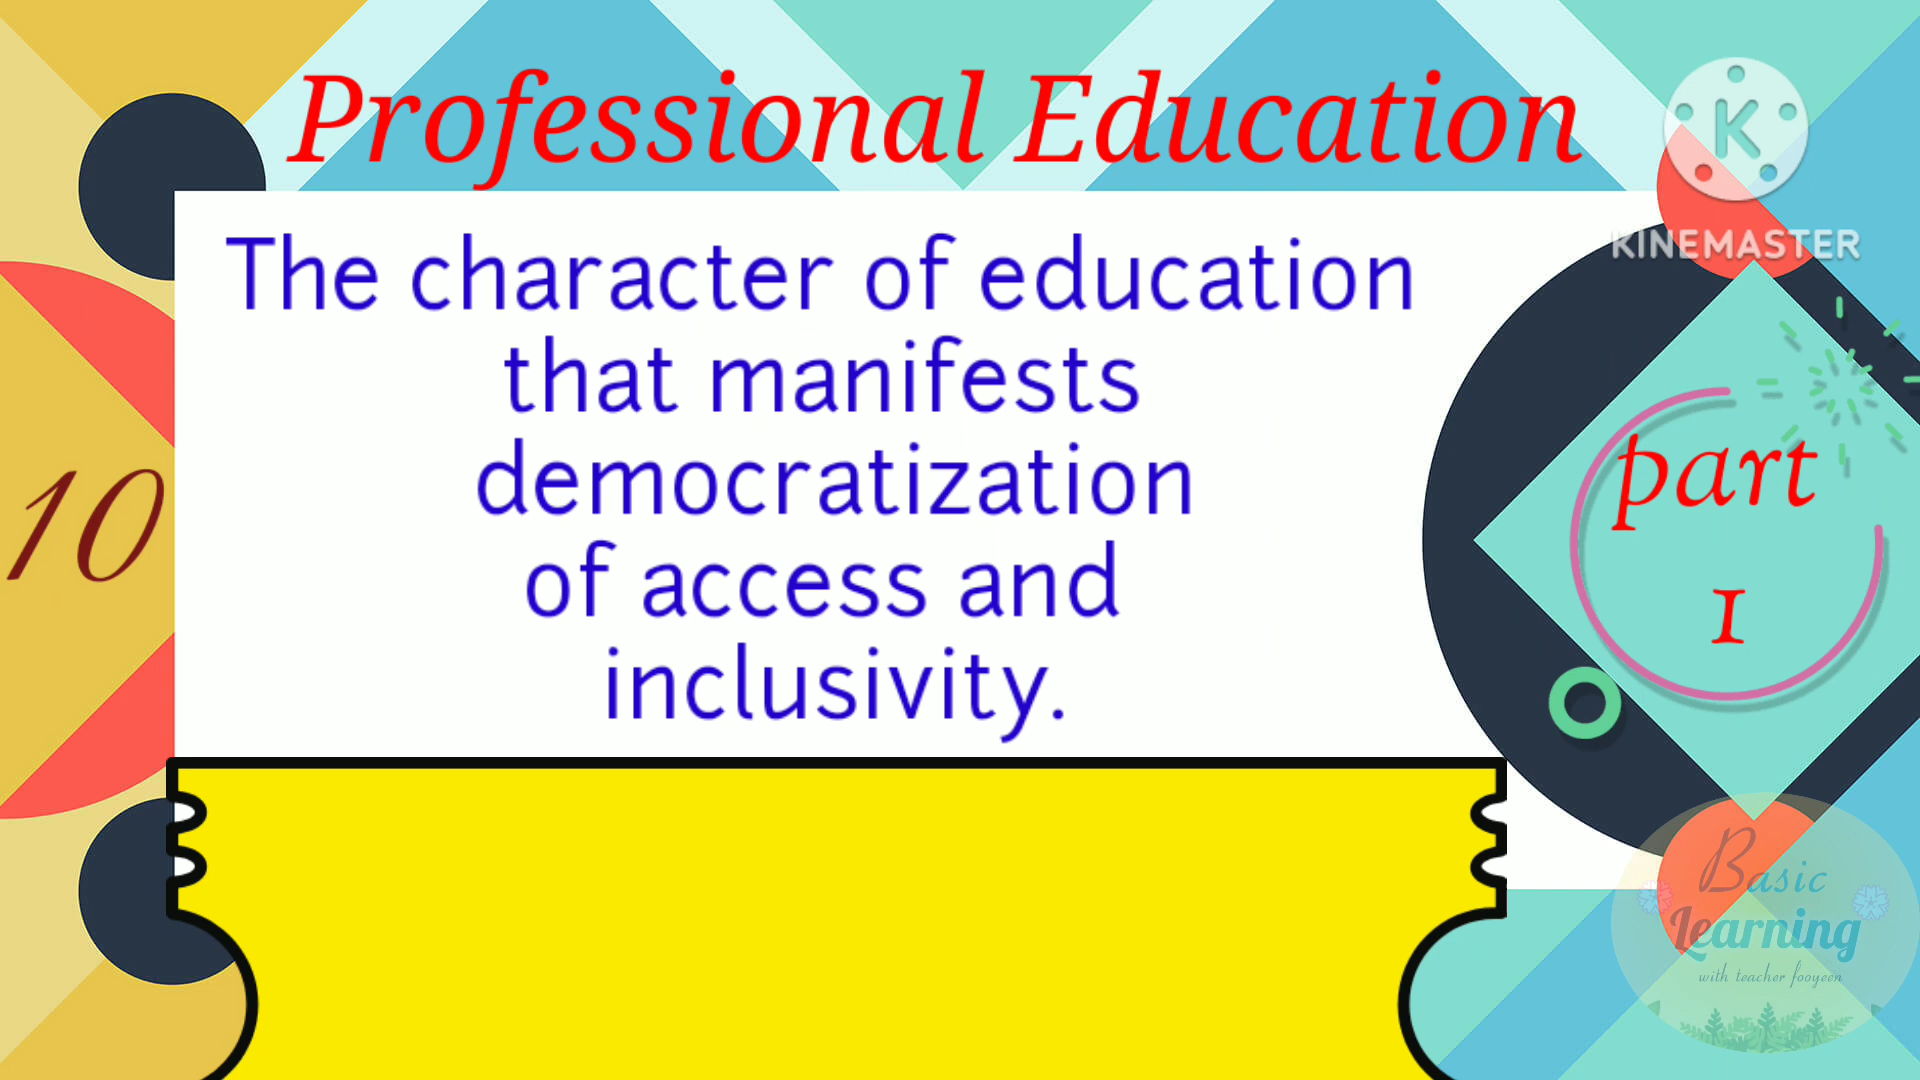 Professional Education
K
KINEMASTER
The character of education
that manifests
democratization
of access and
inclusivity.
10
part
1
Basic
Learning
with teacher fooyeen